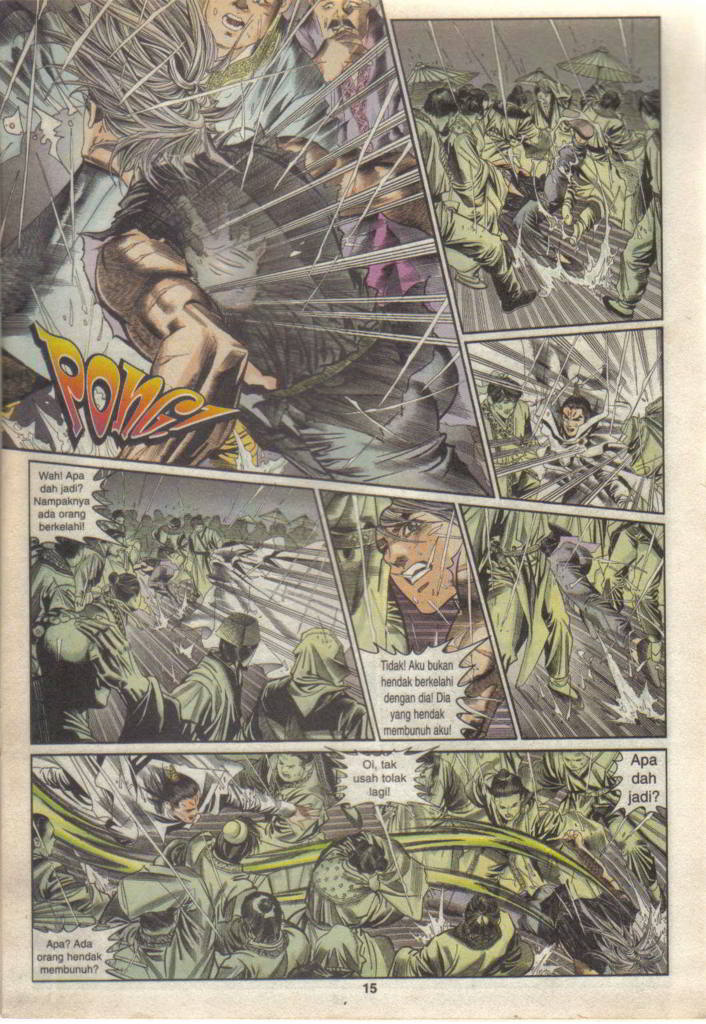 PONG!
Wah! Apa
dah jadi?
Nampaknya
ada orang
berkelahi!
Tidak! Aku bukan
hendak berkelahi
dengan dia! Dia
yang hendak
membunuh aku!
Oi, tak
usah tolak
lagi!
Apa
dah
jadi?
Apa? Ada
orang hendak
membunuh?
15